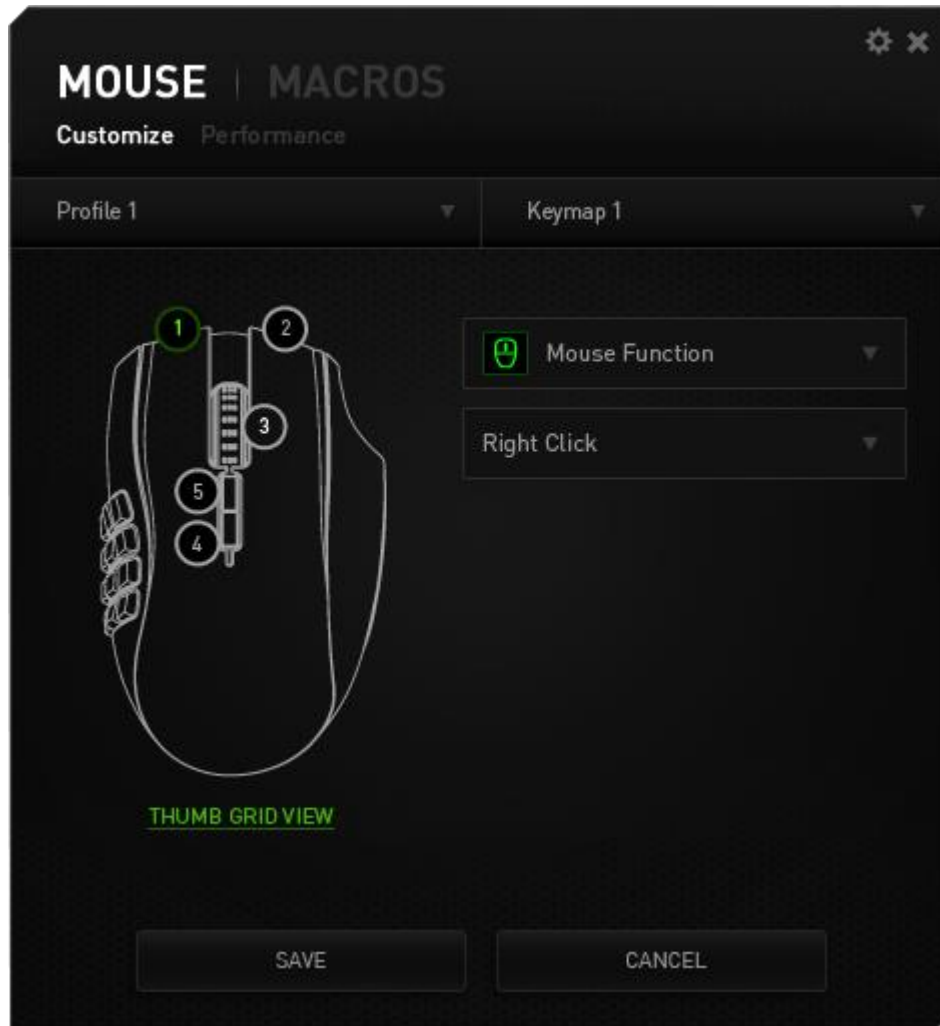 MOUSE | MACROS
Customize Performance
Profile 1 Keymap 1
1 2
Mouse Function
3
Right Click
5
4
THUMB GRID VIEW
SAVE CANCEL